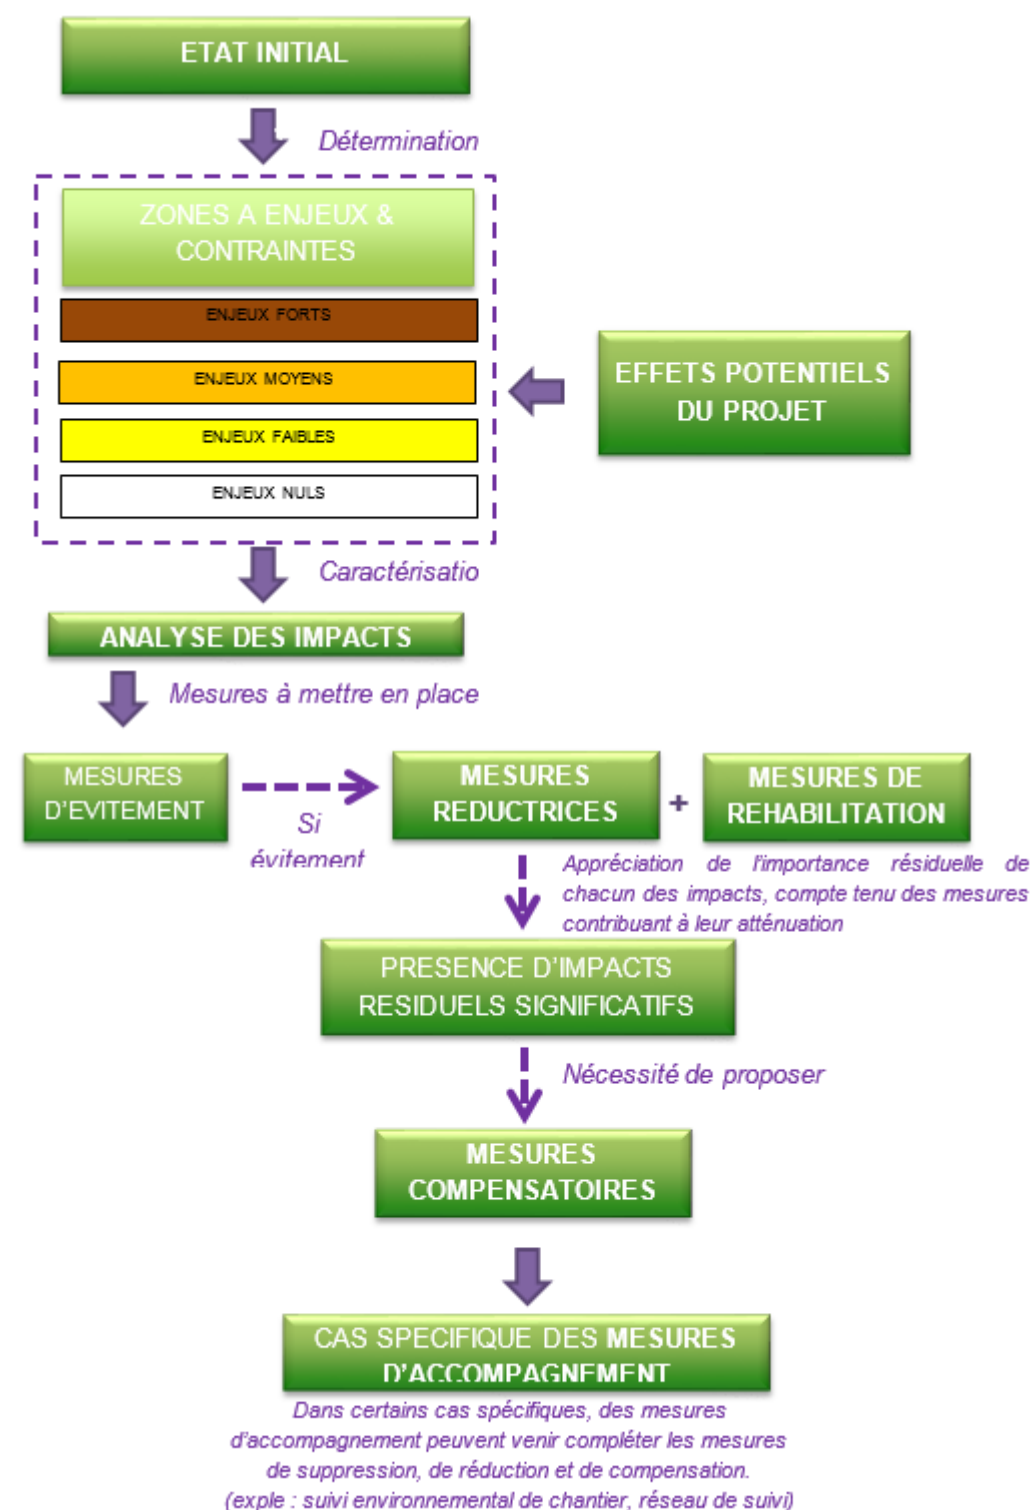 ETAT INITIAL
Détermination
ZONES A ENJEUX &
CONTRAINTES
ENJEUX FORTS
ENJEUX MOYENS
ENJEUX FAIBLES
ENJEUX NULS
EFFETS POTENTIELS
DU PROJET
Caractérisatio
ANALYSE DES IMPACTS
Mesures à mettre en place
MESURES
D'EVITEMENT
Si
évitement
MESURES
REDUCTRICES
+
MESURES DE
REHABILITATION
Appréciation de l'importance résiduelle de
chacun des impacts, compte tenu des mesures
contribuant à leur atténuation
PRESENCE D'IMPACTS
RESIDUELS SIGNIFICATIFS
Nécessité de proposer
MESURES
COMPENSATOIRES
CAS SPECIFIQUE DES MESURES
D'ACCOMPAGNEMENT
Dans certains cas spécifiques, des mesures
d'accompagnement peuvent venir compléter les mesures
de suppression, de réduction et de compensation.
(exple : suivi environnemental de chantier, réseau de suivi)